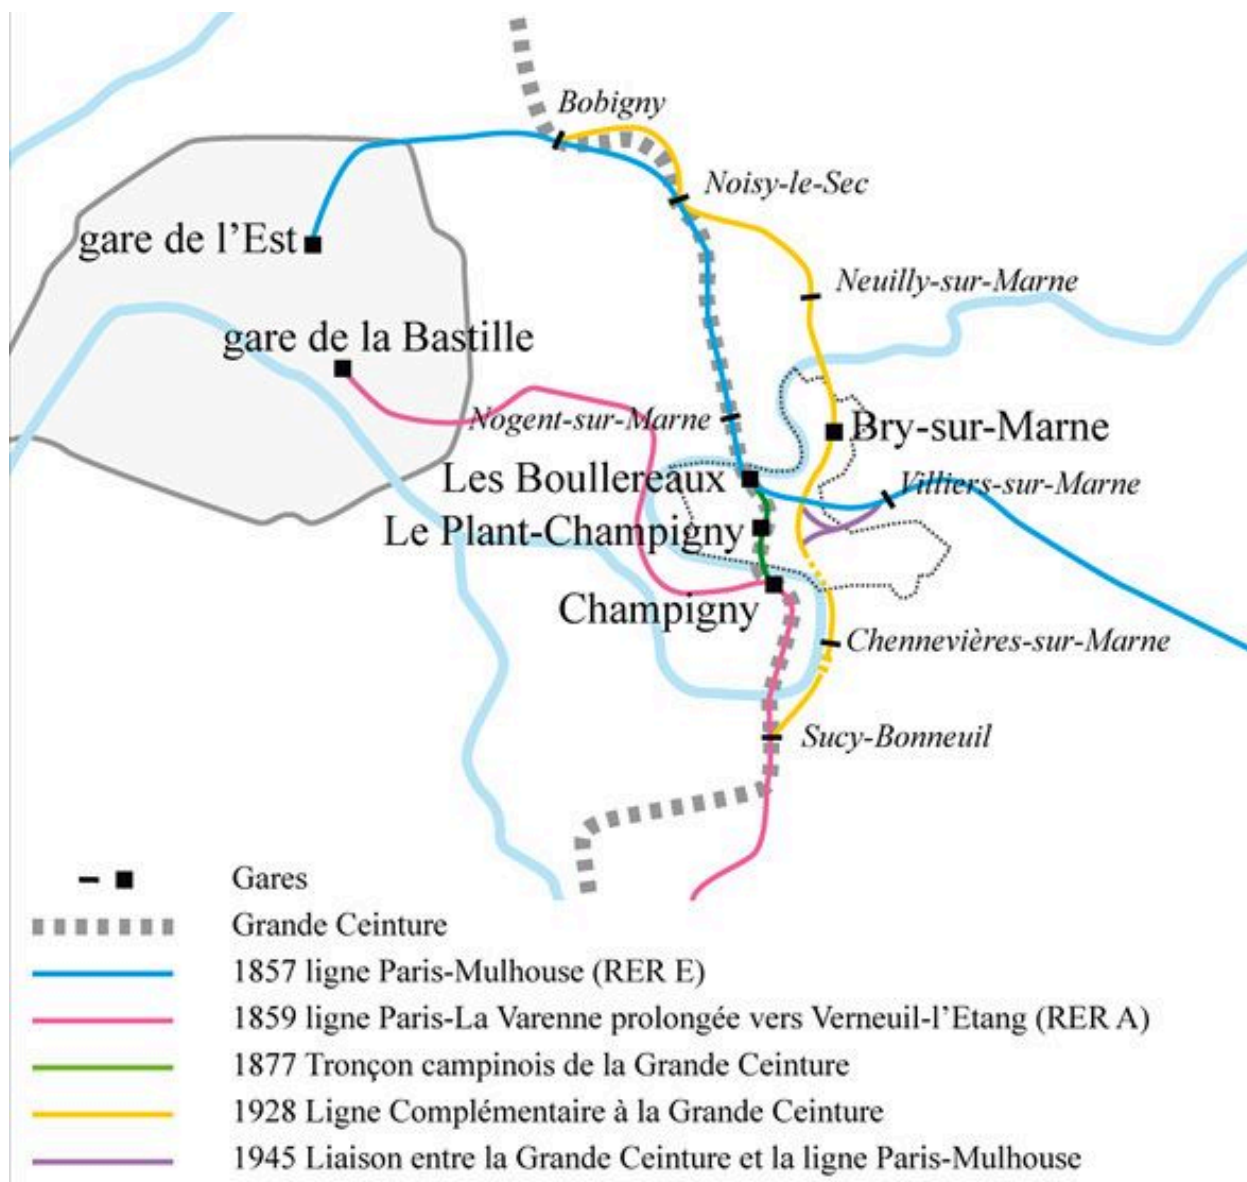 Bobigny
Noisy-le-Sec
gare de l'Est
Neuilly-sur-Marne
gare de la Bastille
Nogent-sur-Marne
Bry-sur-Marne
Les Boullereaux
Villiers-sur-Marne
Le Plant-Champigny
Champigny
Chennevières-sur-Marne
Sucy-Bonneuil
Gares
Grande Ceinture
1857 ligne Paris-Mulhouse (RER E)
1859 ligne Paris-La Varenne prolongée vers Verneuil-l'Etang (RER A)
1877 Tronçon campinois de la Grande Ceinture
1928 Ligne Complémentaire à la Grande Ceinture
1945 Liaison entre la Grande Ceinture et la ligne Paris-Mulhouse